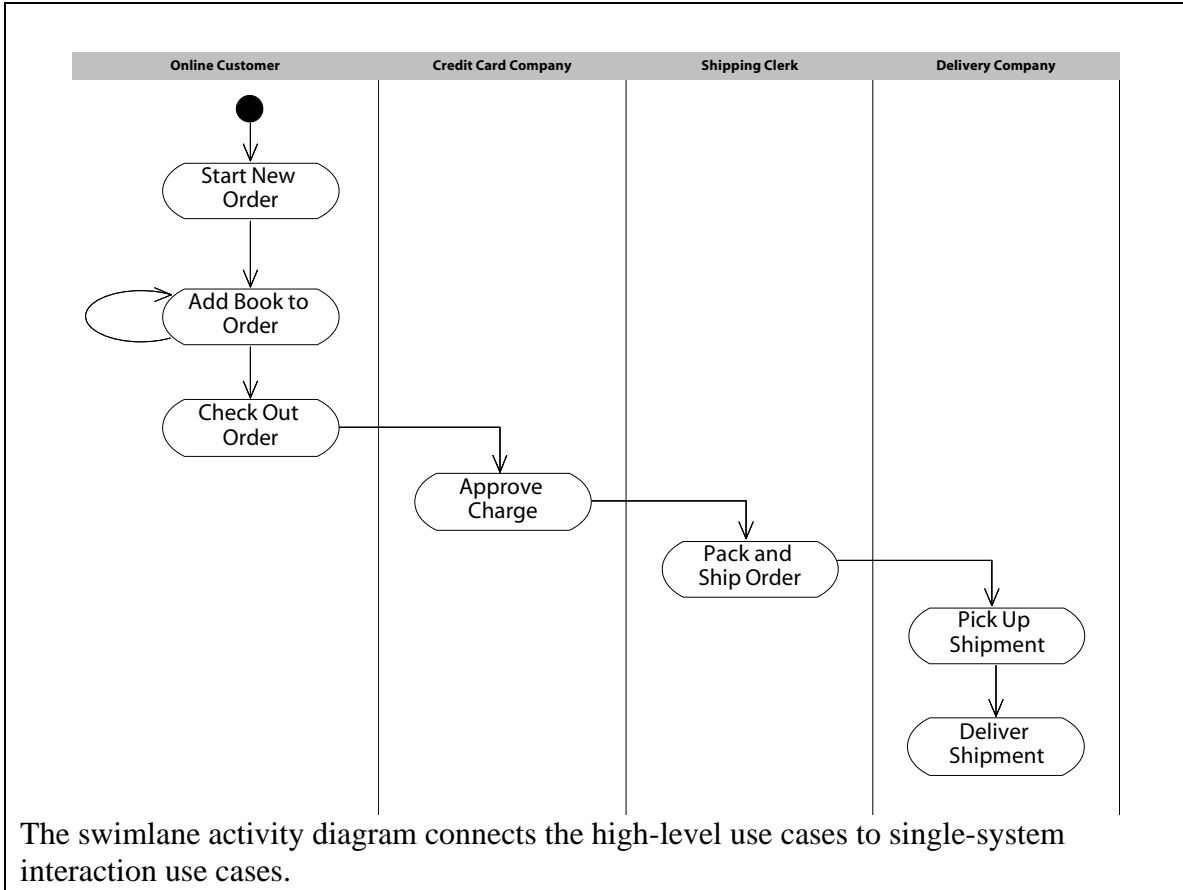 Online Customer
Credit Card Company
Shipping Clerk
Delivery Company
Start New
Order
Add Book to
Order
Check Out
Order
Approve
Charge
Pack and
Ship Order
Pick Up
Shipment
Deliver
Shipment
The swimlane activity diagram connects the high-level use cases to single-system
interaction use cases.